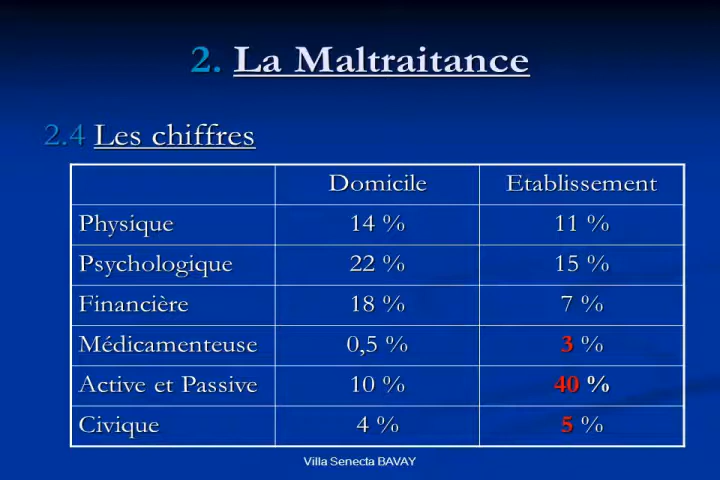 2. La Maltraitance
2.4 Les chiffres
Domicile Etablissement
Physique 14 % 11 %
Psychologique 22 % 15 %
Financière 18 % 7 %
Médicamenteuse 0,5 % 3 %
Active et Passive 10 % 40 %
Civique 4 % 5 %
Villa Senecta BAVAY